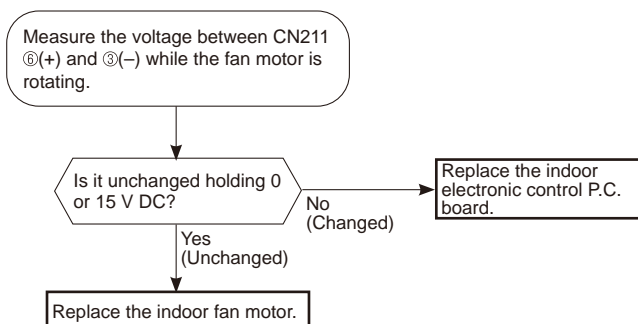 Measure the voltage between CN211
⑥(+) and ③(–) while the fan motor is
rotating.
Is it unchanged holding 0
or 15 V DC?
No
(Changed)
Replace the indoor
electronic control P.C.
board.
Yes
(Unchanged)
Replace the indoor fan motor.